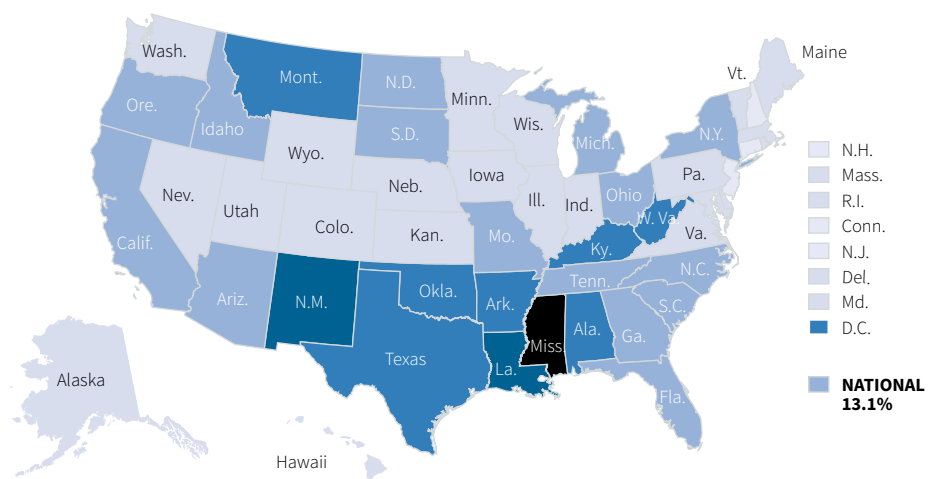 Maine
Wash.
Vt.
Mont.
N.D.
Minn.
Ore.
Idaho
S.D.
Wis.
Mich.
N.Y.
N.H.
Wyo.
Mass.
Iowa
Pa.
Neb.
Nev.
Ill.
Ind.
Ohio
R.I.
Utah
W. Va.
Conn.
Colo.
Kan.
Mo.
Va.
Calif.
Ky.
N.J.
N.C.
Del.
Tenn.
Okla.
Ariz.
N.M.
Ark.
S.C.
Md.
D.C.
Ala.
Ga.
Miss.
Texas
La.
Alaska
Fla.
NATIONAL
13.1%
Hawaii